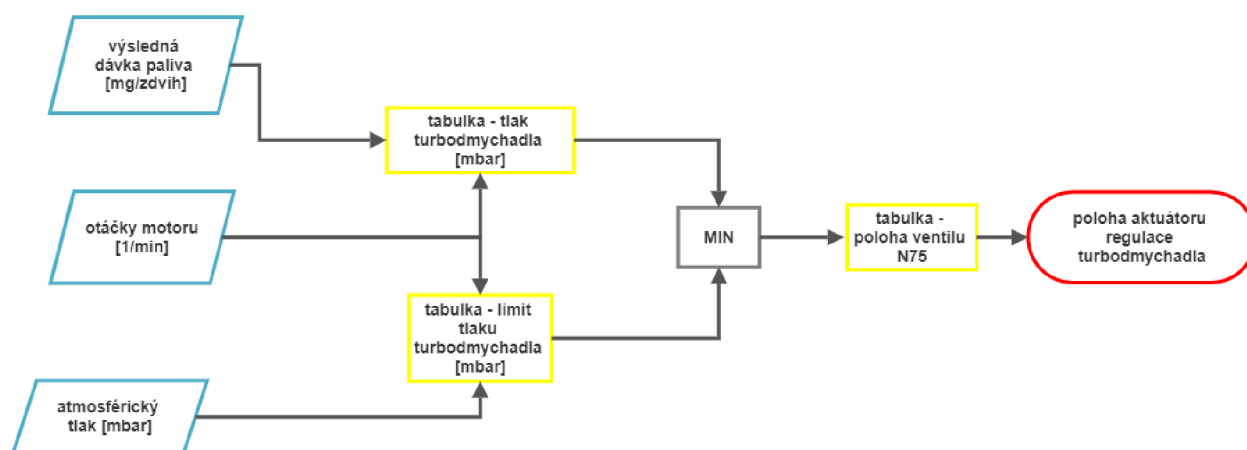 výsledná
dávka paliva
[mg/zdvih]
tabulka - tlak
turbodmychadla
[mbar]
otáčky motoru
[1/min]
MIN
tabulka -
poloha ventilu
N75
poloha aktuátoru
regulace
turbodmychadla
tabulka - limit
tlaku
turbodmychadla
[mbar]
atmosférický
tlak [mbar]